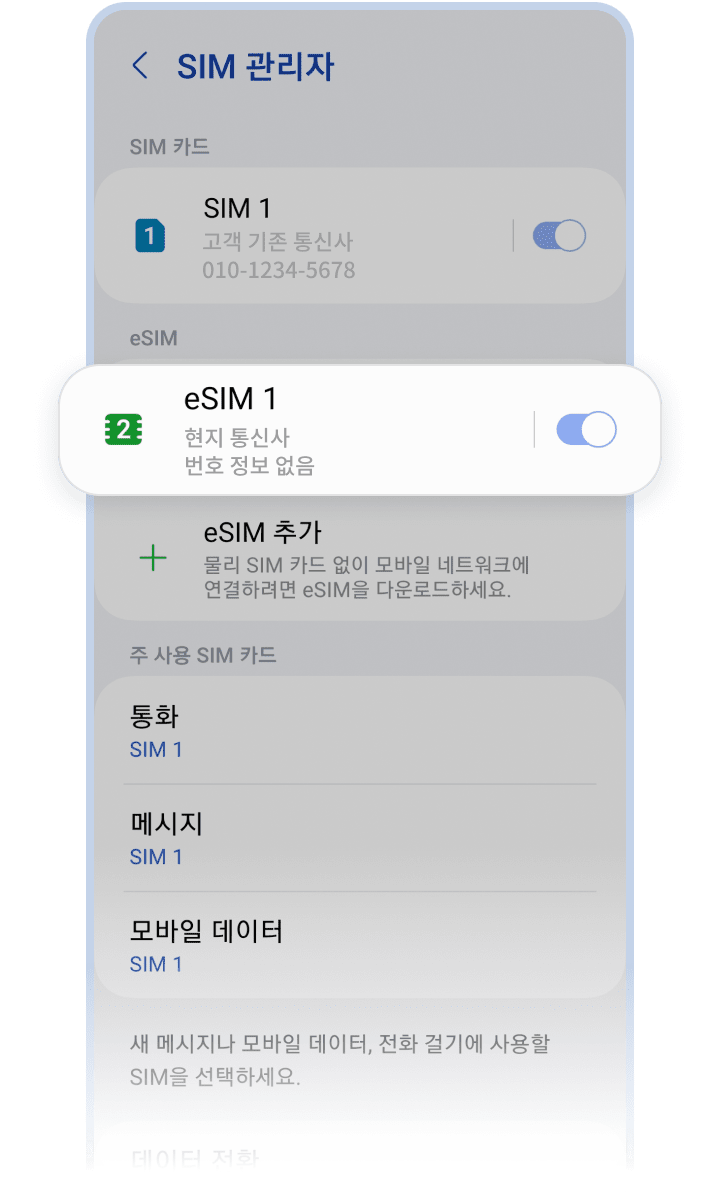 SIM 관리자
SIM 카드
1
SIM 1
고객 기존 통신사
010-1234-5678
eSIM
2
eSIM 1
현지 통신사
번호 정보 없음
eSIM 추가
물리 SIM 카드 없이 모바일 네트워크에
연결하려면 eSIM을 다운로드하세요.
주 사용 SIM 카드
통화
SIM 1
메시지
SIM 1
모바일 데이터
SIM 1
새 메시지나 모바일 데이터, 전화 걸기에 사용할
SIM을 선택하세요.
데이터 전환